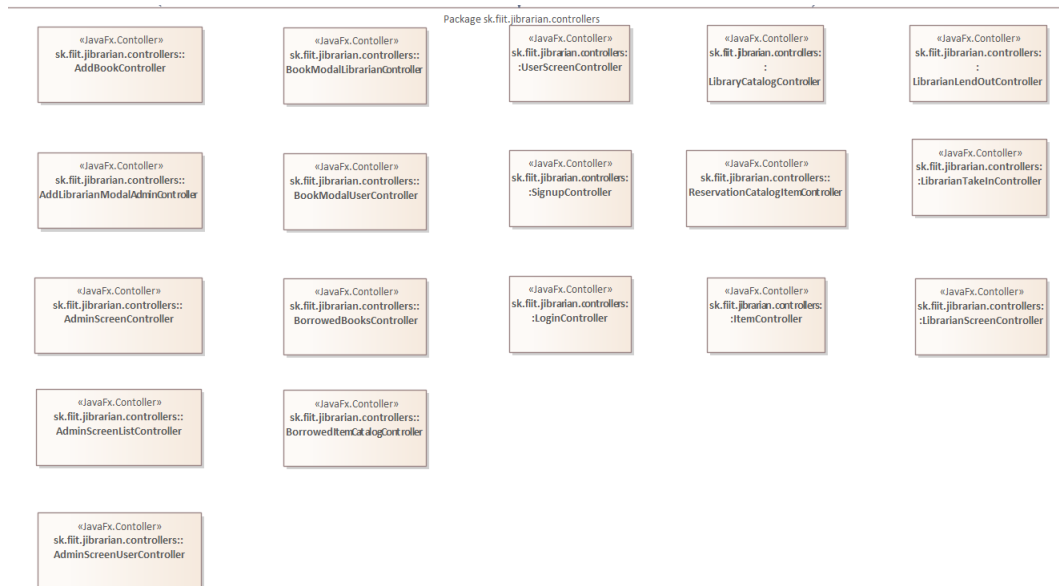 Package sk.fiit.jibrarian.controllers
«JavaFx.Contoller»
sk.fiit.jibrarian.controllers::
AddBookController
«JavaFx.Contoller»
sk.fiit.jibrarian.controllers::
BookModalLibrarianController
«JavaFx.Contoller»
sk.fiit.jibrarian.controllers:
:UserScreenController
«JavaFx.Contoller»
sk.fiit.jibrarian.controllers:
:
LibraryCatalogController
«JavaFx.Contoller»
sk.fiit.jibrarian.controllers:
:
LibrarianLendOutController
«JavaFx.Contoller»
sk.fiit.jibrarian.controllers::
AddLibrarianModalAdminController
«JavaFx.Contoller»
sk.fiit.jibrarian.controllers::
BookModalUserController
«JavaFx.Contoller»
sk.fiit.jibrarian.controllers:
:SignupController
«JavaFx.Contoller»
sk.fiit.jibrarian.controllers::
ReservationCatalogItemController
«JavaFx.Contoller»
sk.fiit.jibrarian.controllers:
:LibrarianTakeInController
«JavaFx.Contoller»
sk.fiit.jibrarian.controllers::
AdminScreenController
«JavaFx.Contoller»
sk.fiit.jibrarian.controllers::
BorrowedBooksController
«JavaFx.Contoller»
sk.fiit.jibrarian.controllers:
:LoginController
«JavaFx.Contoller»
sk.fiit.jibrarian.controllers:
:ItemController
«JavaFx.Contoller»
sk.fiit.jibrarian.controllers:
:LibrarianScreenController
«JavaFx.Contoller»
sk.fiit.jibrarian.controllers::
AdminScreenListController
«JavaFx.Contoller»
sk.fiit.jibrarian.controllers::
BorrowedItemCatalogController
«JavaFx.Contoller»
sk.fiit.jibrarian.controllers::
AdminScreenUserController